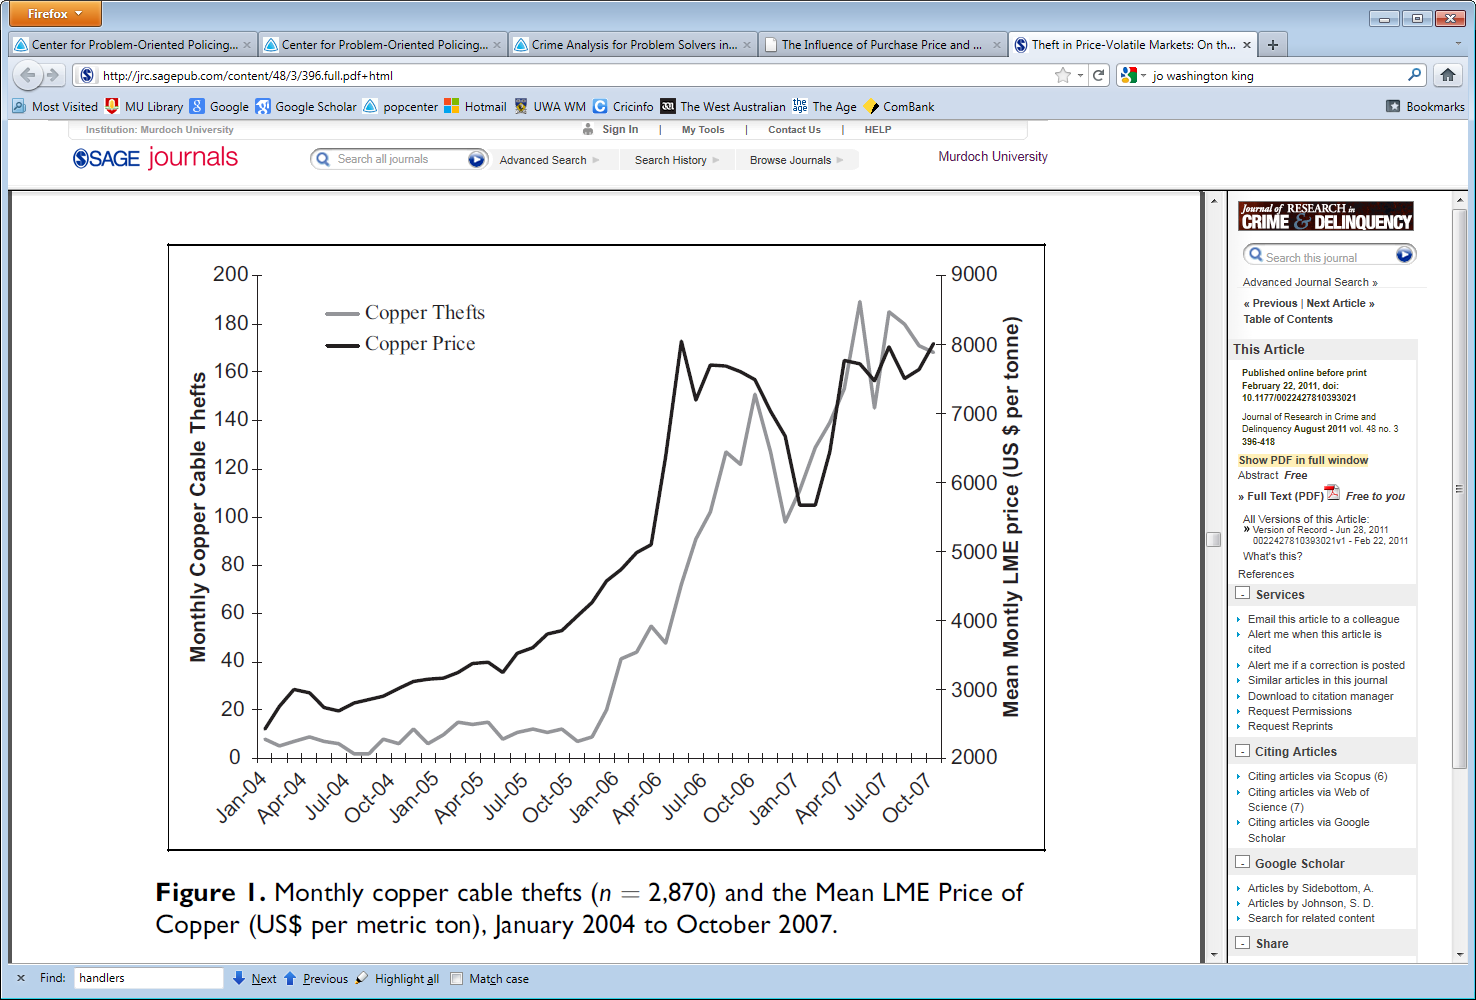 Firefox
Center for Problem-Oriented Policing...
Center for Problem-Oriented Policing...
Crime Analysis for Problem Solvers in...
The Influence of Purchase Price and ...
Theft in Price-Volatile Markets: On th...
http://jrc.sagepub.com/content/48/3/396.full.pdf+html
jo washington king
Most Visited
MU Library
Google
Google Scholar
popcenter
Hotmail
UWA WM
Cricinfo
The West Australian
the age
The Age
ComBank
Bookmarks
Institution: Murdoch University
Sign In | My Tools | Contact Us | HELP
SAGE journals
Search all journals
Advanced Search
Search History
Browse Journals
Murdoch University
200
180
160
140
120
100
80
60
40
20
0
Monthly Copper Cable Thefts
Copper Thefts
Copper Price
9000
8000
7000
6000
5000
4000
3000
2000
Mean Montly LME price (US $ per tonne)
Jan-04
Apr-04
Jul-04
Oct-04
Jan-05
Apr-05
Jul-05
Oct-05
Jan-06
Apr-06
Jul-06
Oct-06
Jan-07
Apr-07
Jul-07
Oct-07
Figure 1. Monthly copper cable thefts (n = 2,870) and the Mean LME Price of
Copper (US$ per metric ton), January 2004 to October 2007.
Journal of RESEARCH in
CRIME & DELINQUENCY
Search this journal
Advanced Journal Search »
« Previous | Next Article »
Table of Contents
This Article
Published online before print
February 22, 2011, doi:
10.1177/0022427810393021
Journal of Research in Crime and
Delinquency August 2011 vol. 48 no. 3
396-418
Show PDF in full window
Abstract Free
» Full Text (PDF) Free to you
All Versions of this Article:
» Version of Record - Jun 28, 2011
0022427810393021v1 - Feb 22, 2011
What's this?
References
- Services
Email this article to a colleague
Alert me when this article is
cited
Alert me if a correction is posted
Similar articles in this journal
Download to citation manager
Request Permissions
Request Reprints
- Citing Articles
Citing articles via Scopus (6)
Citing articles via Web of
Science (7)
Citing articles via Google
Scholar
- Google Scholar
Articles by Sidebottom, A.
Articles by Johnson, S. D.
Search for related content
- Share
Find: handlers Next Previous Highlight all Match case